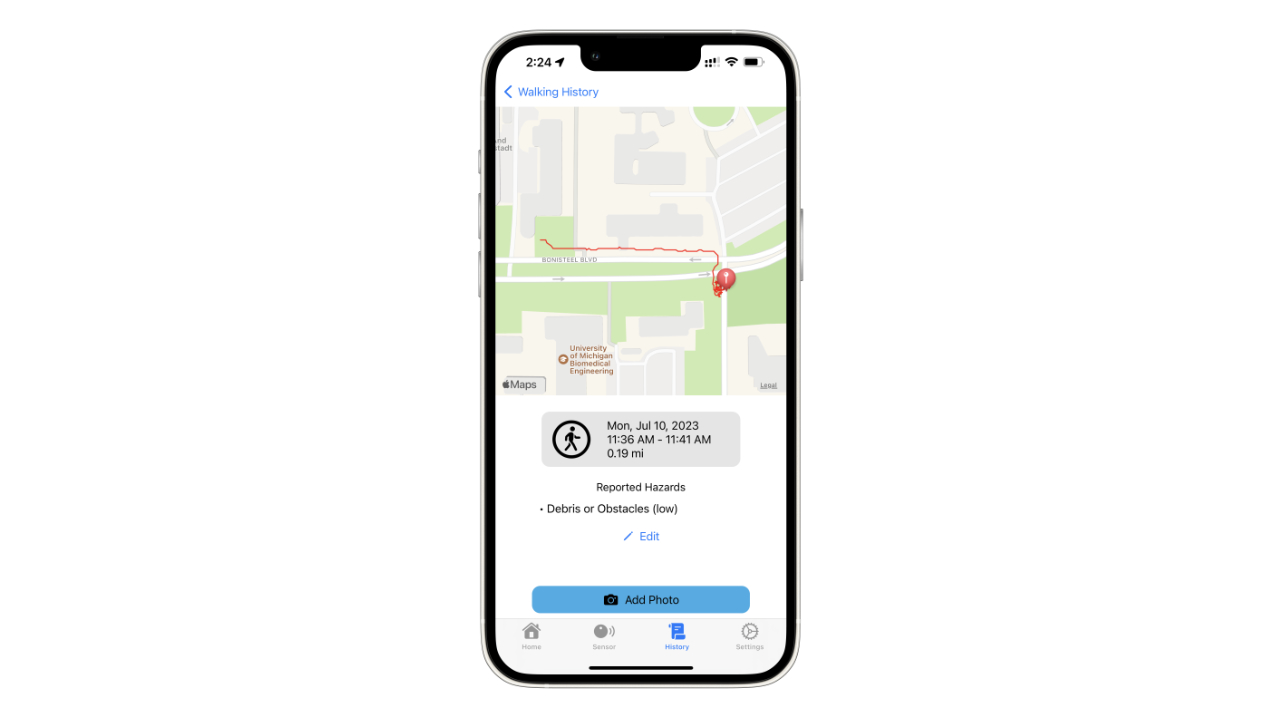 2:24
Walking History
and
tadt
BONISTEEL BLVD
University
of Michigan
Biomedical
Engineering
Maps
Legal
Mon, Jul 10, 2023
11:36 AM - 11:41 AM
0.19 mi
Reported Hazards
• Debris or Obstacles (low)
Edit
Add Photo
Home
Sensor
History
Settings